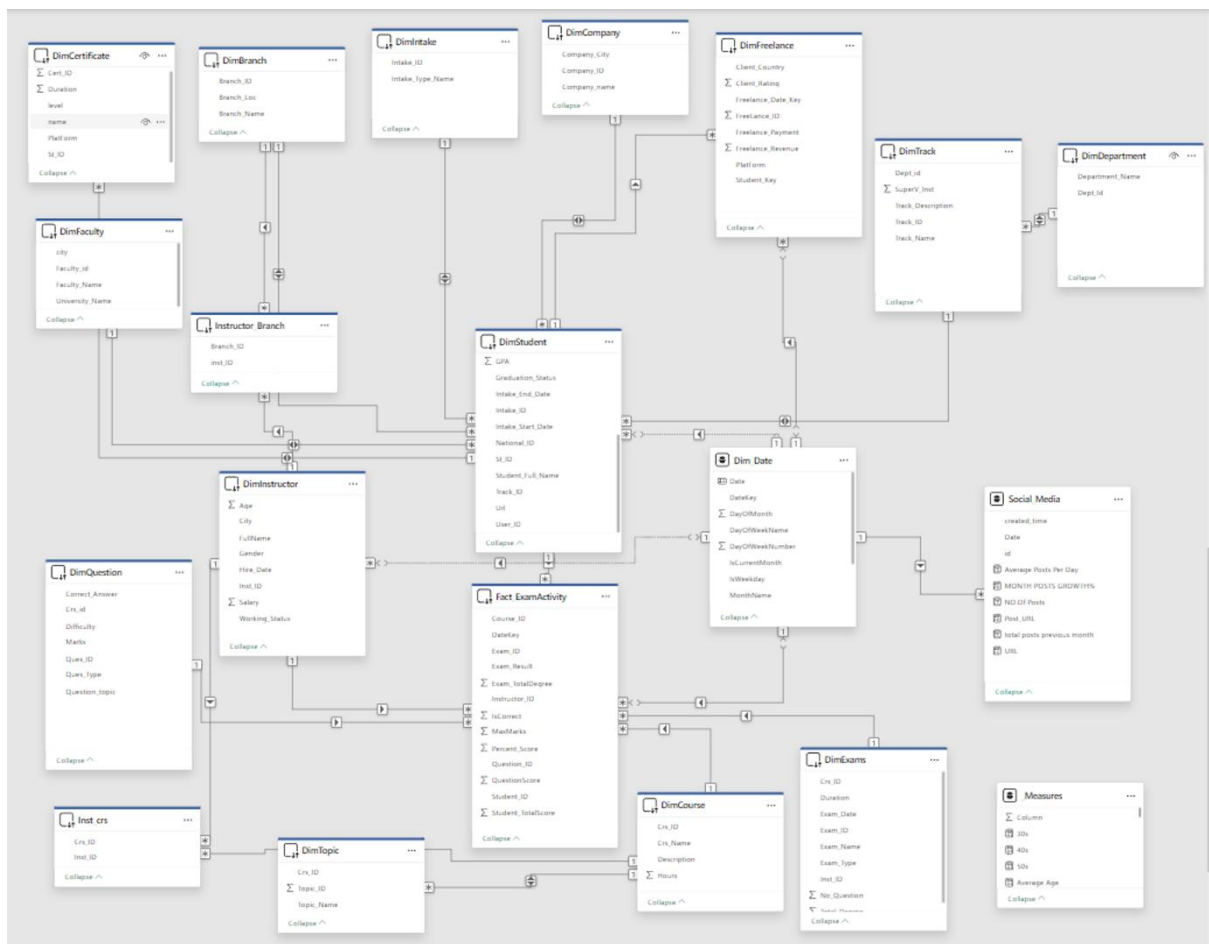 DimCertificate
Cert_ID
Duration
level
name
Platform
St_ID
Collapse
DimBranch
Branch_ID
Branch_Loc
Branch_Name
Collapse
DimIntake
Intake_ID
Intake_Type_Name
Collapse
DimCompany
Company_City
Company_ID
Company_name
Collapse
DimFreelance
Client_Country
Client_Rating
Freelance_Date_Key
FreeLance_ID
Freelance_Payment
Freelance_Revenue
Platform
Student_Key
Collapse
DimTrack
Dept_id
SuperV_Inst
Track_Description
Track_ID
Track_Name
Collapse
DimDepartment
Department_Name
Dept_Id
Collapse
DimFaculty
city
Faculty_id
Faculty_Name
University_Name
Collapse
Instructor_Branch
Branch_ID
Inst_ID
Collapse
DimStudent
GPA
Graduation_Status
Intake_End_Date
Intake_ID
Intake_Start_Date
National_ID
St_ID
Student_Full_Name
Track_ID
Url
User_ID
Collapse
DimInstructor
Age
City
FullName
Gender
Hire_Date
Inst_ID
Salary
Working_Status
Collapse
Dim_Date
Date
DateKey
DayOfMonth
DayOfWeekName
DayOfWeekNumber
IsCurrentMonth
IsWeekday
MonthName
Collapse
Social_Media
created_time
Date
id
Average Posts Per Day
MONTH POSTS GROWTH%
NO.Of Posts
Post_URL
total posts previous month
URL
Collapse
DimQuestion
Correct_Answer
Crs_id
Difficulty
Marks
Ques_ID
Ques_Type
Question_topic
Collapse
Fact_ExamActivity
Course_ID
DateKey
Exam_ID
Exam_Result
Exam_TotalDegree
Instructor_ID
IsCorrect
MaxMarks
Percent_Score
Question_ID
QuestionScore
Student_ID
Student_TotalScore
Collapse
DimExams
Crs_ID
Duration
Exam_Date
Exam_ID
Exam_Name
Exam_Type
Inst_ID
No_Question
Total_Degree
Collapse
_Measures
Column
30s
40s
50s
Average Age
Collapse
Inst_crs
Crs_ID
Inst_ID
Collapse
DimTopic
Crs_ID
Topic_ID
Topic_Name
Collapse
DimCourse
Crs_ID
Crs_Name
Description
Hours
Collapse